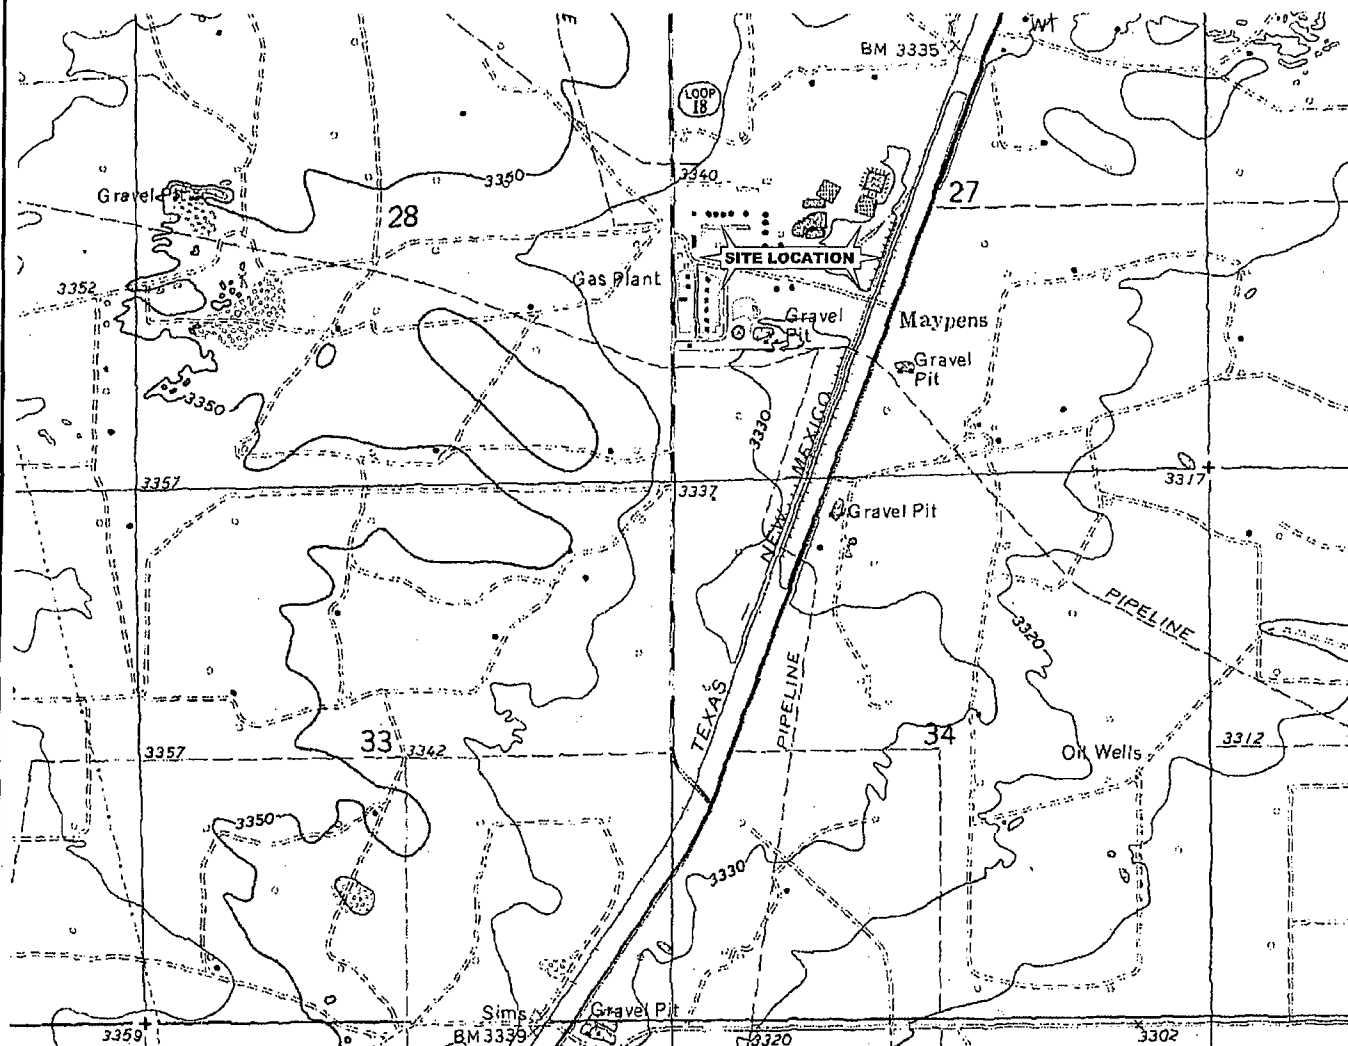 WT
BM 3335
LOOP
18
3340
3350
Gravel Pit
28
27
SITE LOCATION
Gas Plant
3352
Gravel
Pit
Maypens
Gravel
Pit
3350
3330
NEW MEXICO
3357
3337
3317
Gravel Pit
PIPELINE
3320
TEXAS
PIPELINE
33
3342
34
3357
Oil Wells
3312
3350
3330
Sims
BM 3339
Gravel Pit
3359
3320
3302